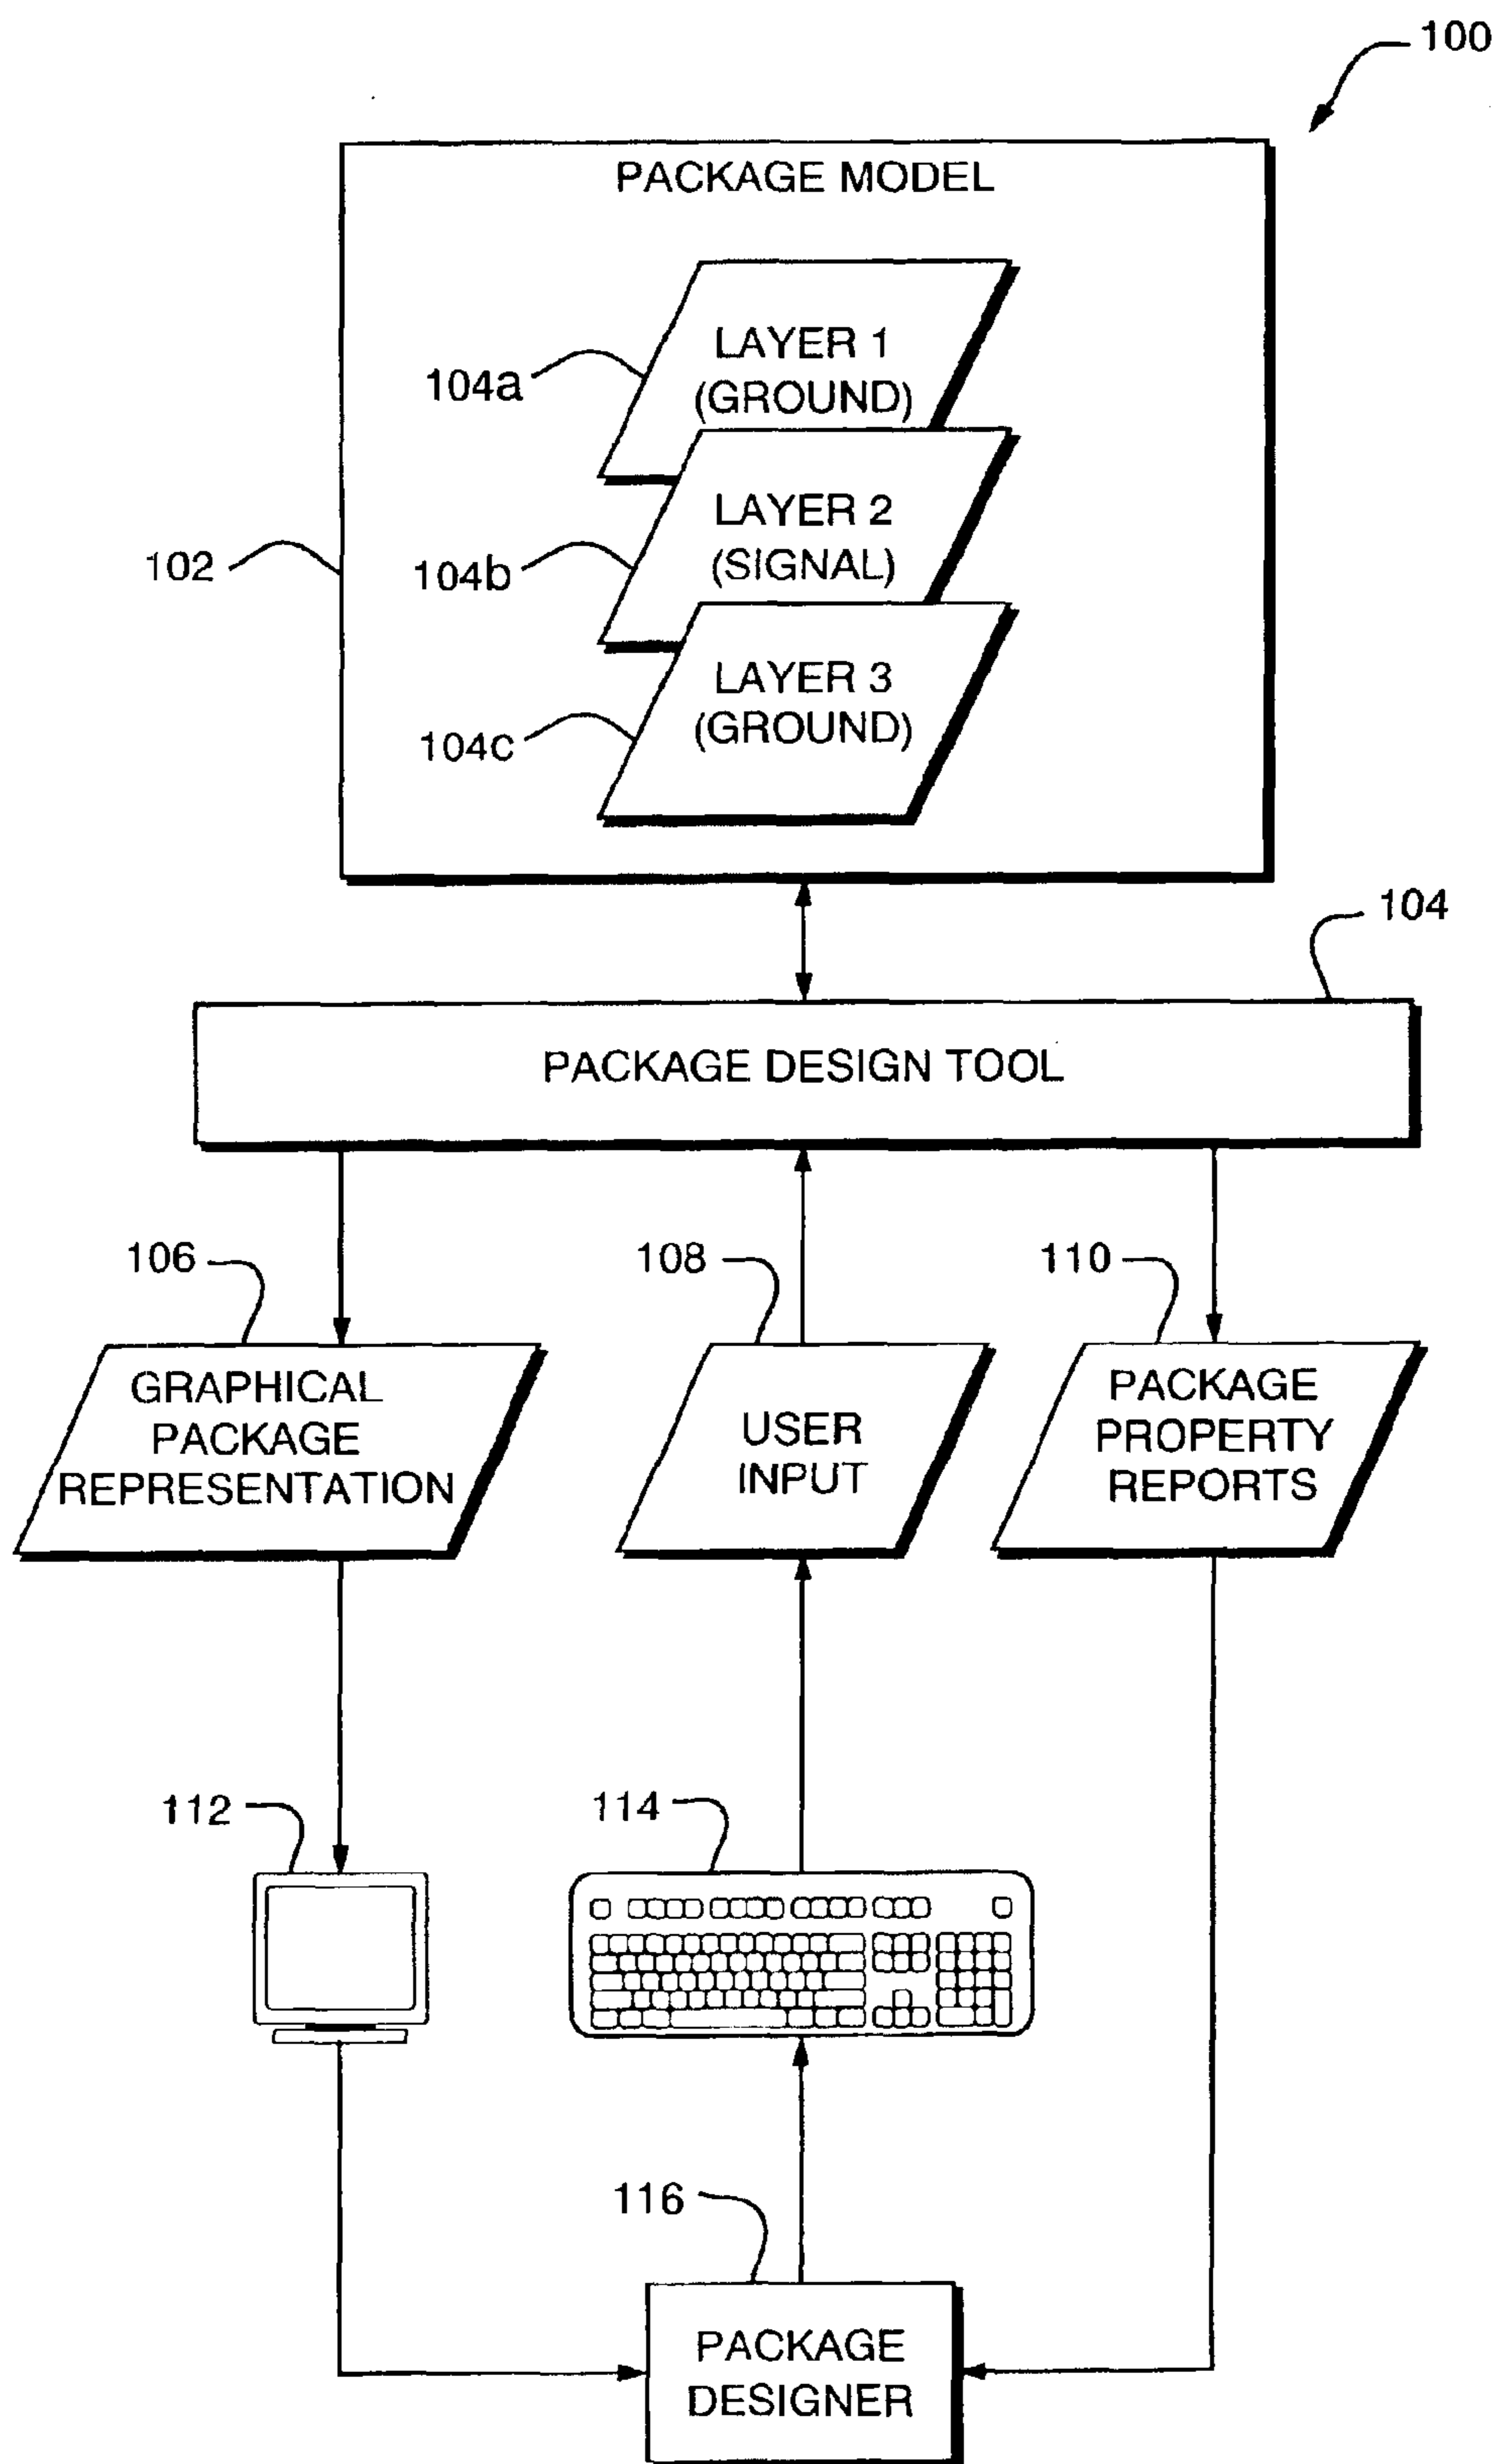 100
PACKAGE MODEL
LAYER 1
(GROUND)
104a
LAYER 2
(SIGNAL)
102
104b
LAYER 3
(GROUND)
104c
104
PACKAGE DESIGN TOOL
106
108
110
GRAPHICAL
PACKAGE
REPRESENTATION
USER
INPUT
PACKAGE
PROPERTY
REPORTS
112
114
116
PACKAGE
DESIGNER